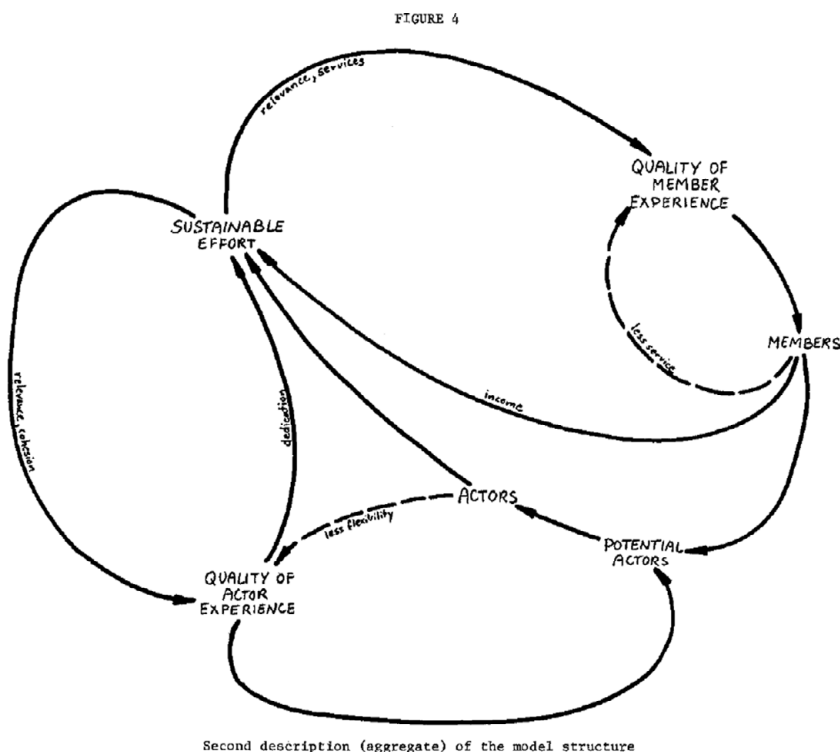 FIGURE 4
relevance, services
QUALITY OF
MEMBER
EXPERIENCE
SUSTAINABLE
EFFORT
less service
MEMBERS
relevance, cohesion
dedication
income
ACTORS
less flexibility
POTENTIAL
ACTORS
QUALITY OF
ACTOR
EXPERIENCE
Second description (aggregate) of the model structure